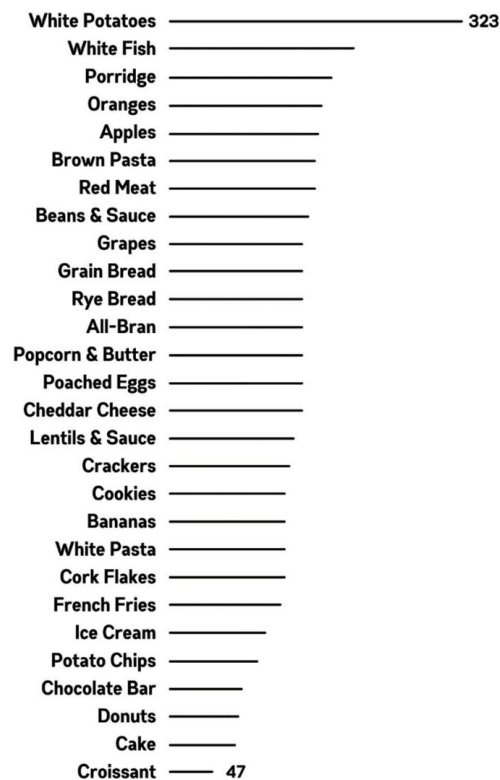 White Potatoes 323
White Fish
Porridge
Oranges
Apples
Brown Pasta
Red Meat
Beans & Sauce
Grapes
Grain Bread
Rye Bread
All-Bran
Popcorn & Butter
Poached Eggs
Cheddar Cheese
Lentils & Sauce
Crackers
Cookies
Bananas
White Pasta
Cork Flakes
French Fries
Ice Cream
Potato Chips
Chocolate Bar
Donuts
Cake
Croissant 47